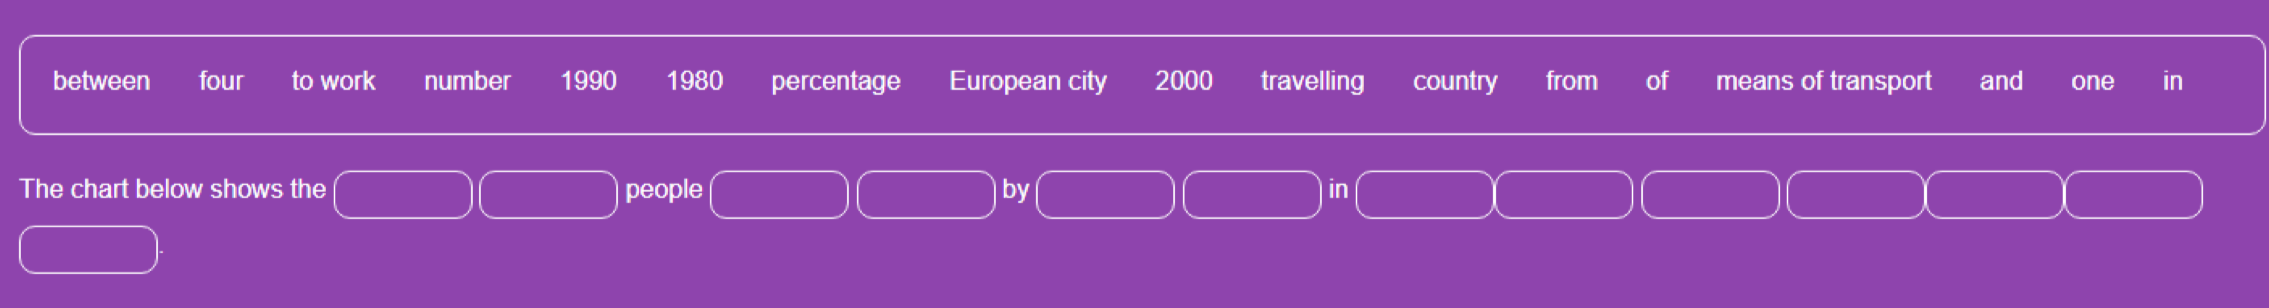 between four to work number 1990 1980 percentage European city 2000 travelling country from of means of transport and one in
The chart below shows the people by in
.